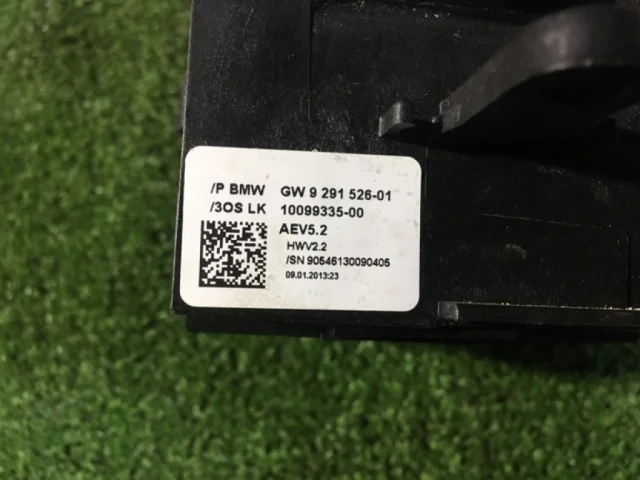 /P BMW GW 9 291 526-01
/3OS LK 10099335-00
AEV5.2
HWV2.2
/SN 90546130090405
09.01.2013:23